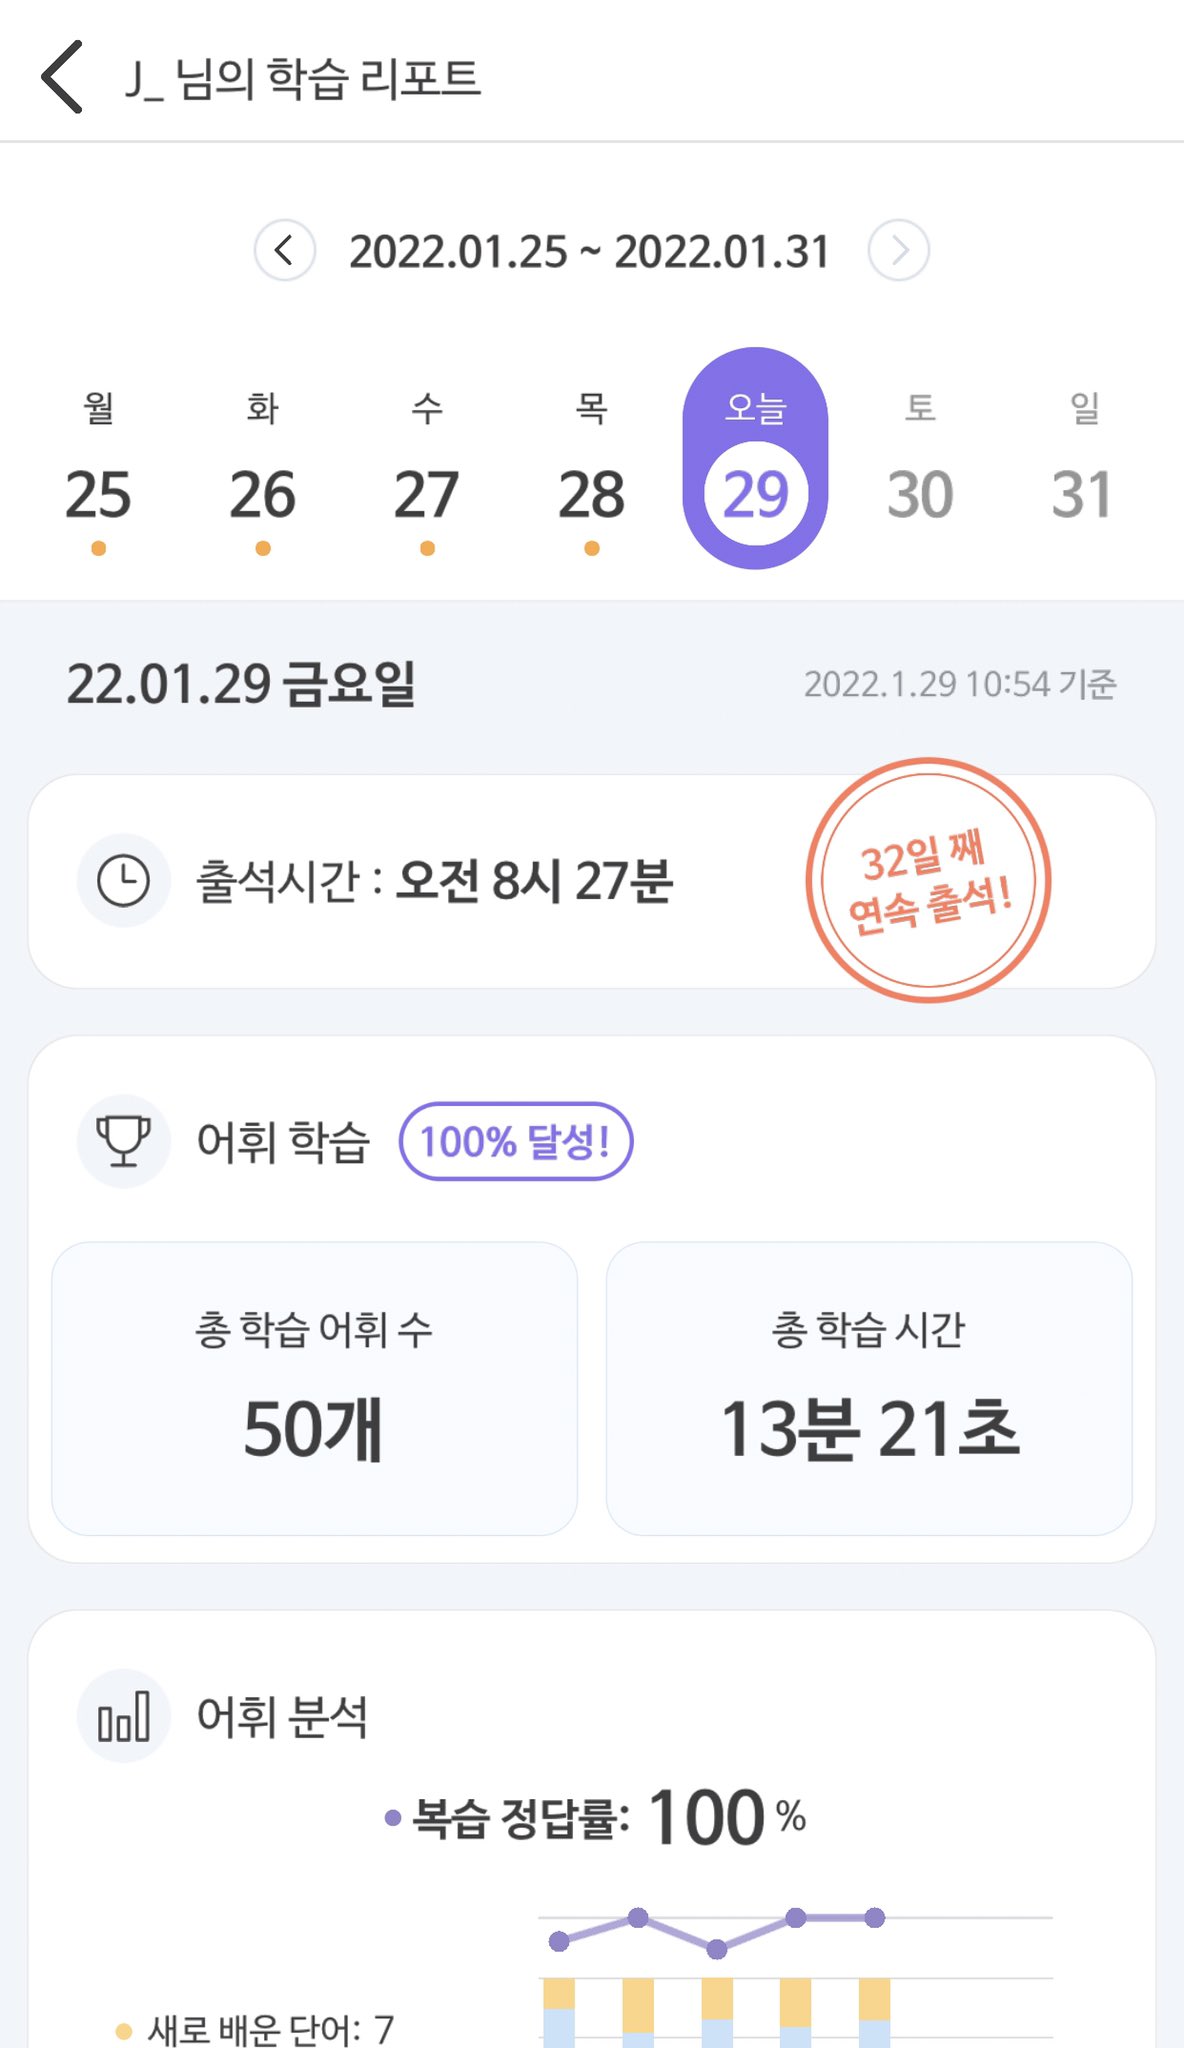 J_ 님의 학습 리포트
2022.01.25 ~ 2022.01.31
월 화 수 목 오늘 토 일
25 26 27 28 29 30 31
22.01.29 금요일
2022.1.29 10:54 기준
출석시간 : 오전 8시 27분
32일 째
연속 출석!
어휘 학습
100% 달성!
총 학습 어휘 수
50개
총 학습 시간
13분 21초
어휘 분석
복습 정답률: 100 %
새로 배운 단어: 7